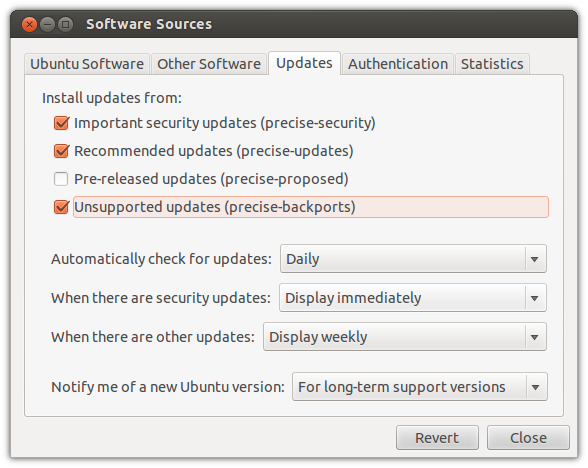 Software Sources
Ubuntu Software Other Software Updates Authentication Statistics
Install updates from:
Important security updates (precise-security)
Recommended updates (precise-updates)
Pre-released updates (precise-proposed)
Unsupported updates (precise-backports)
Automatically check for updates: Daily
When there are security updates: Display immediately
When there are other updates: Display weekly
Notify me of a new Ubuntu version: For long-term support versions
Revert Close